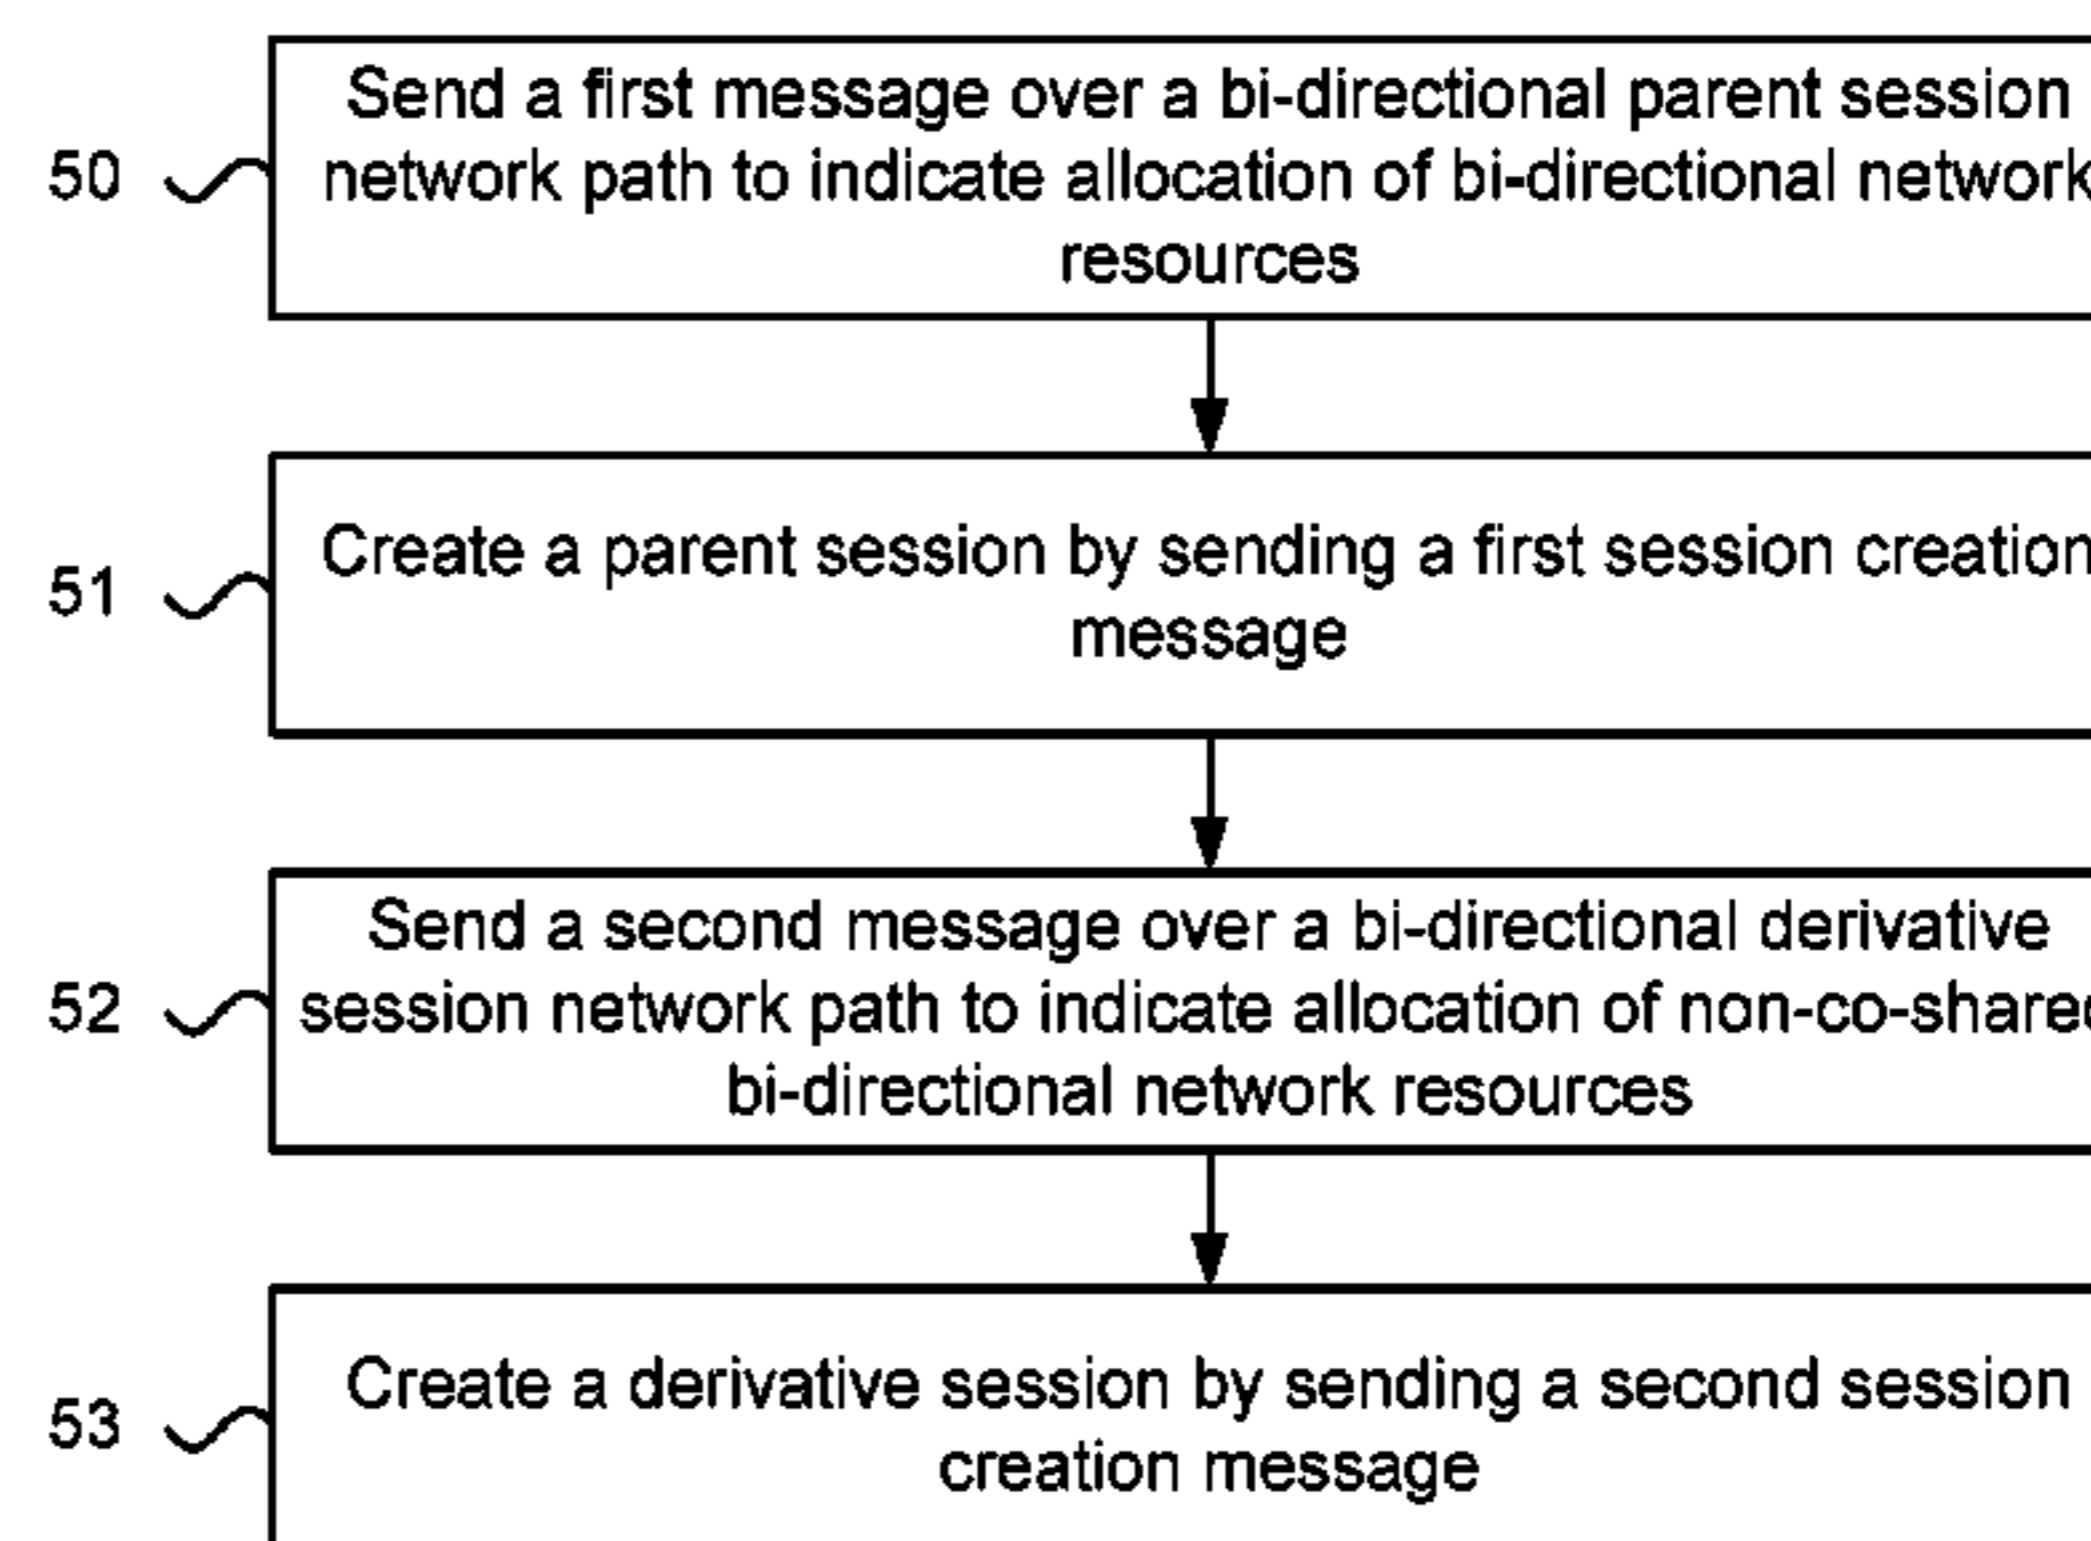 Send a first message over a bi-directional parent session
50
network path to indicate allocation of bi-directional network
resources
Create a parent session by sending a first session creation
51
message
Send a second message over a bi-directional derivative
52
session network path to indicate allocation of non-co-shared
bi-directional network resources
Create a derivative session by sending a second session
53
creation message